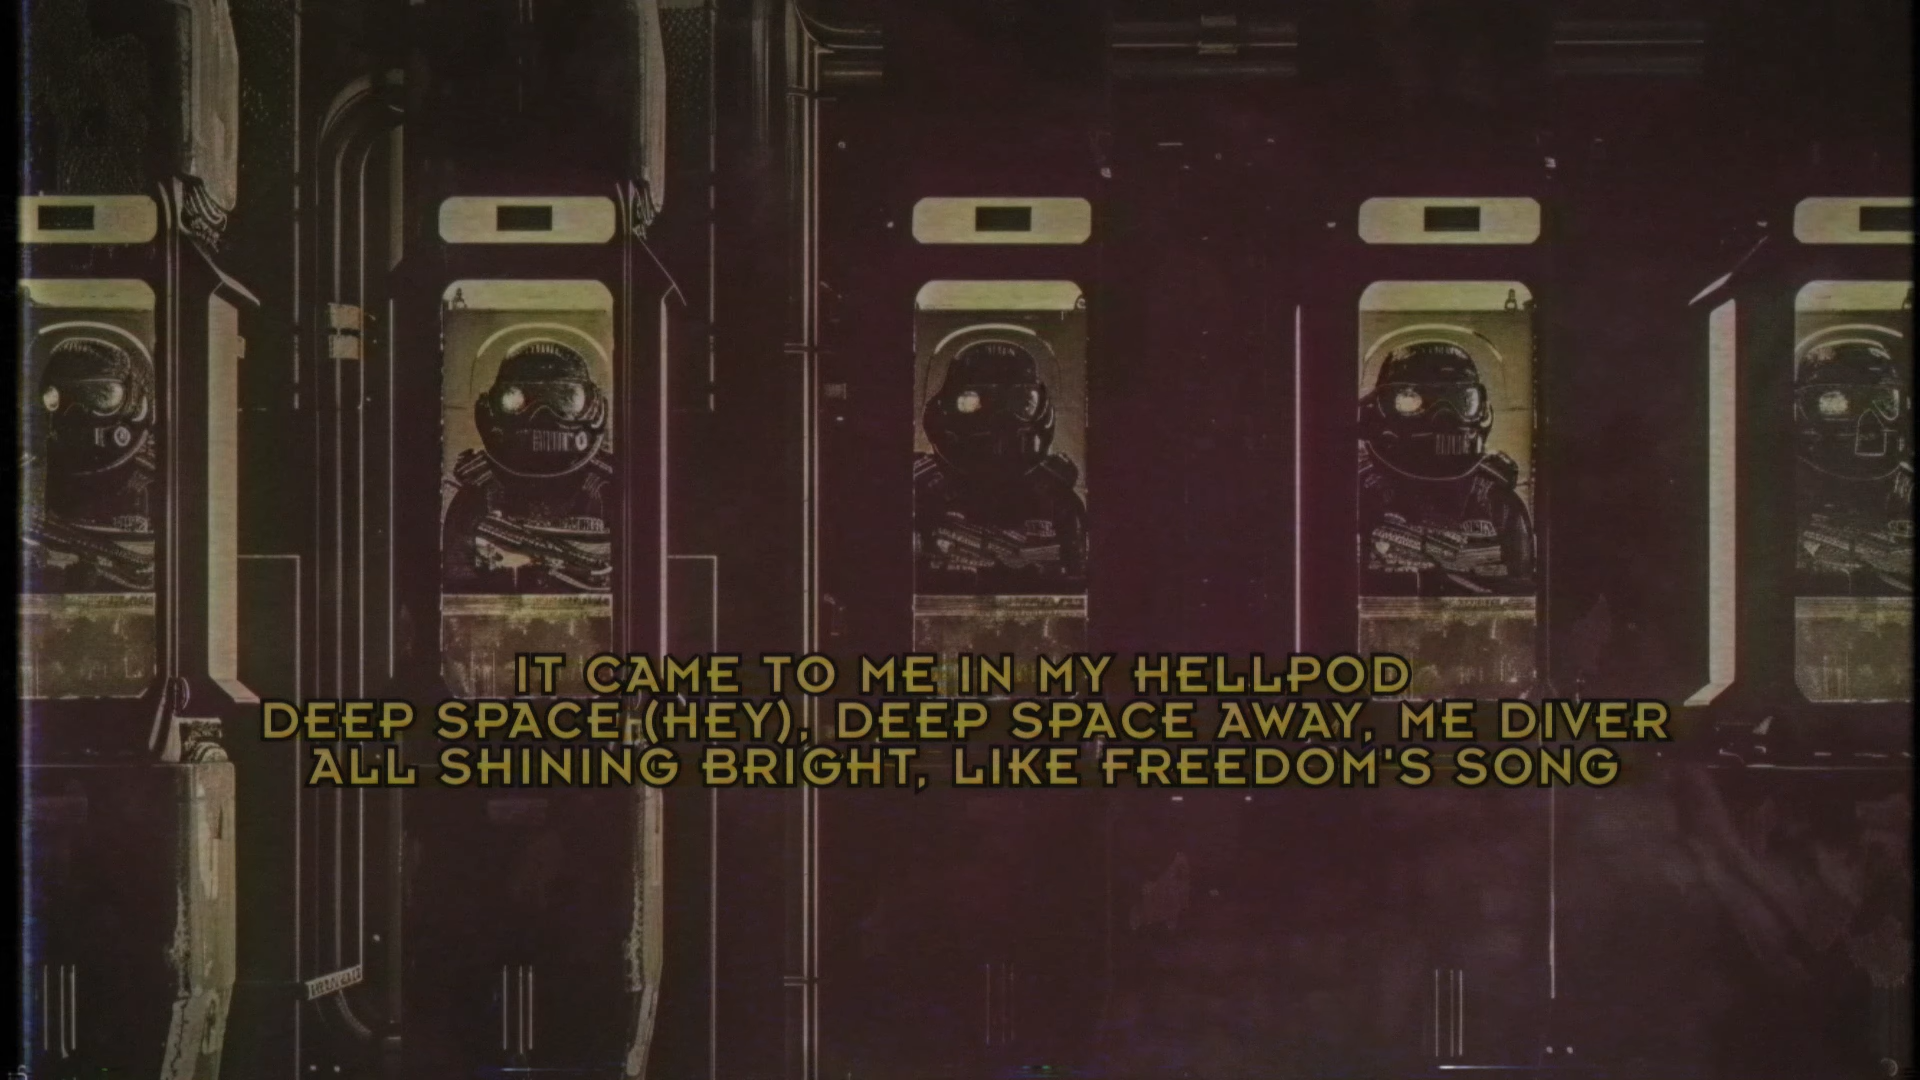 IT CAME TO ME IN MY HELLPOD
DEEP SPACE (HEY), DEEP SPACE AWAY, ME DIVER
ALL SHINING BRIGHT, LIKE FREEDOM'S SONG